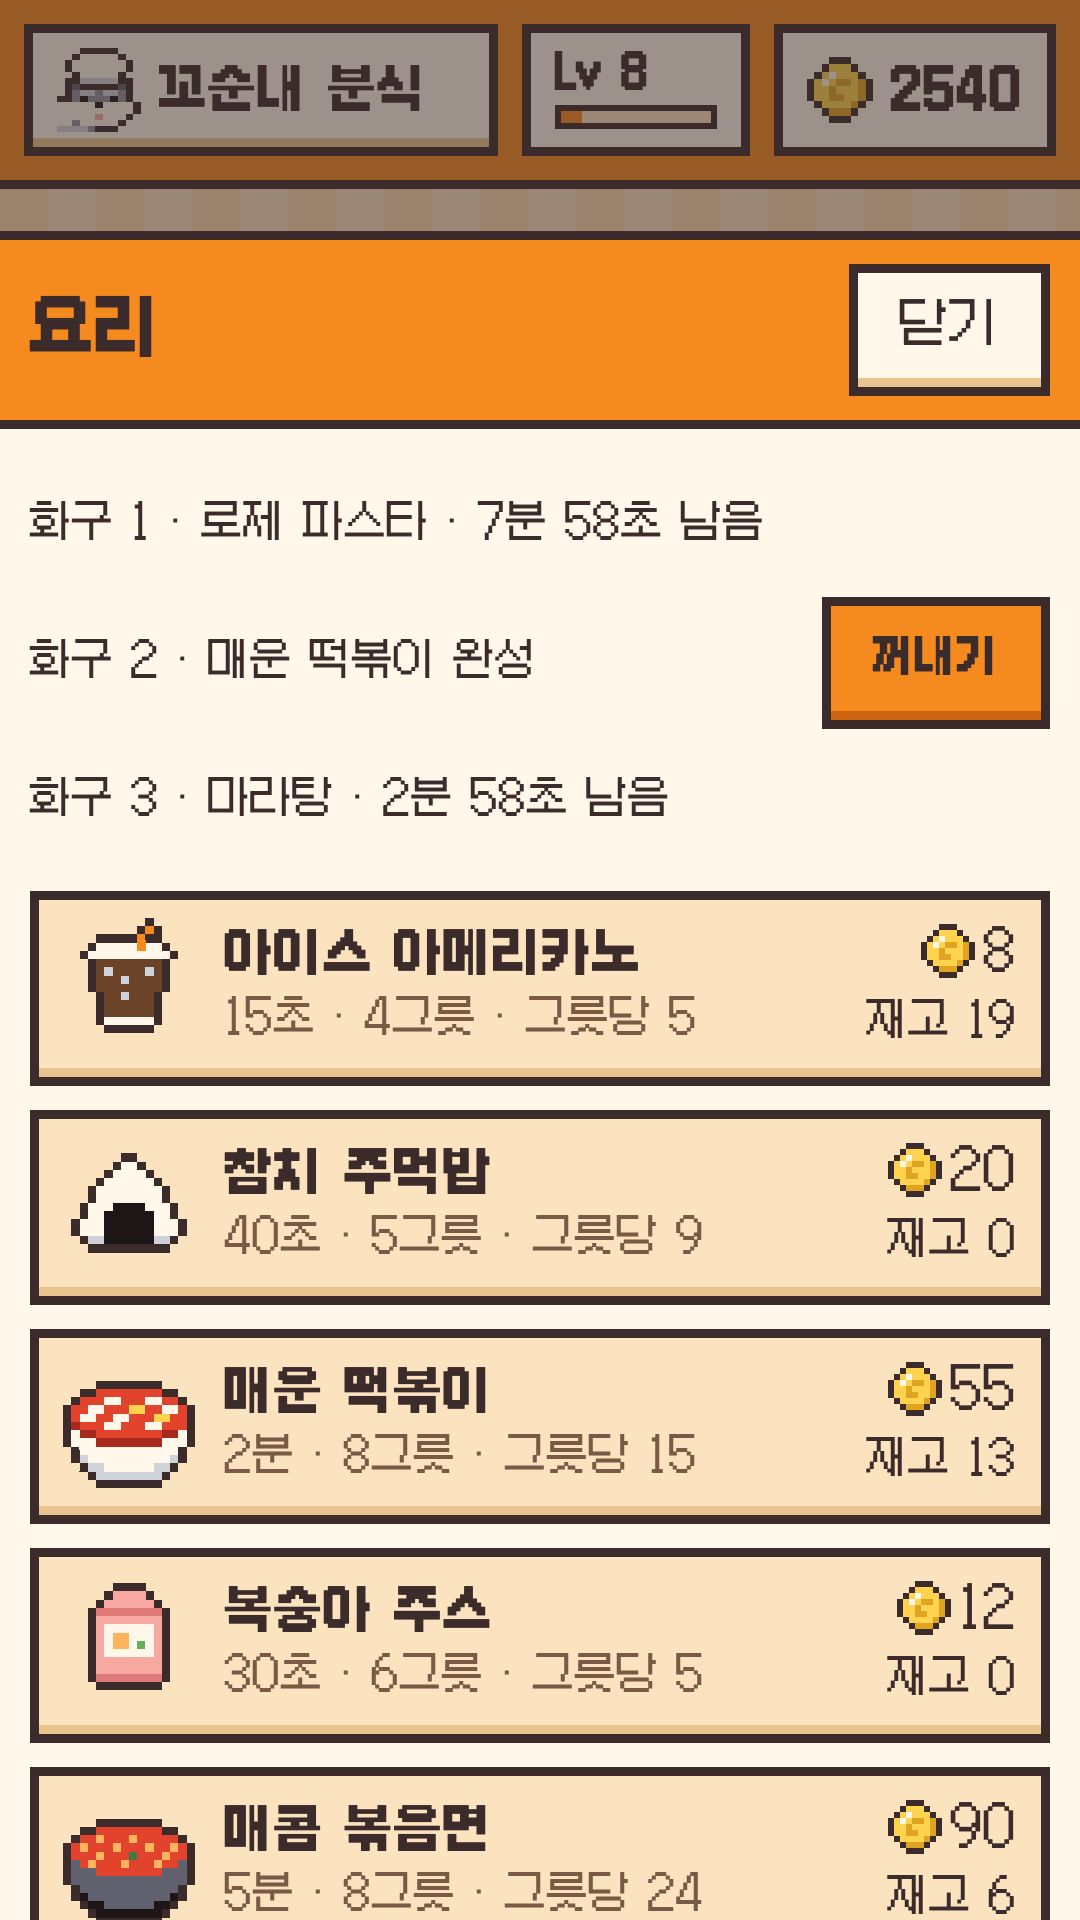 꼬순내 분식
Lv 8
2540
요리
닫기
화구 1 · 로제 파스타 · 7분 58초 남음
화구 2 · 매운 떡볶이 완성
꺼내기
화구 3 · 마라탕 · 2분 58초 남음
아이스 아메리카노
8
15초 · 4그릇 · 그릇당 5
재고 19
참치 주먹밥
20
40초 · 5그릇 · 그릇당 9
재고 0
매운 떡볶이
55
2분 · 8그릇 · 그릇당 15
재고 13
복숭아 주스
12
30초 · 6그릇 · 그릇당 5
재고 0
매콤 볶음면
90
5분 · 8그릇 · 그릇당 24
재고 6